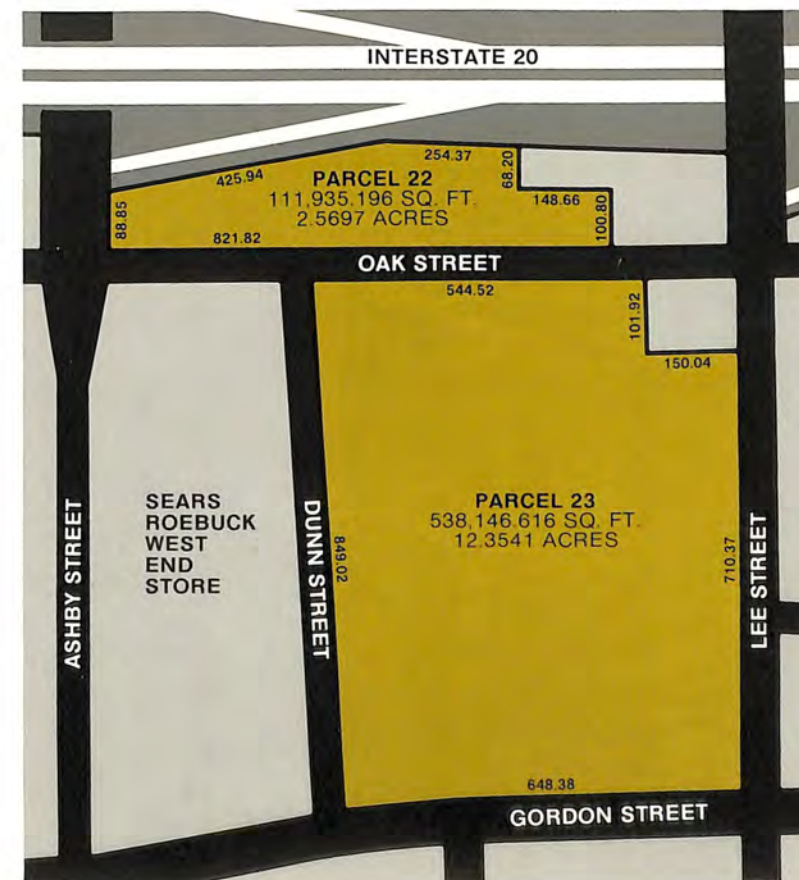 INTERSTATE 20
425.94
254.37
68.20
88.85
PARCEL 22
111,935.196 SQ. FT.
2.5697 ACRES
148.66
100.80
821.82
OAK STREET
544.52
101.92
150.04
ASHBY STREET
SEARS
ROEBUCK
WEST
END
STORE
DUNN STREET
849.02
PARCEL 23
538,146.616 SQ. FT.
12.3541 ACRES
710.37
LEE STREET
648.38
GORDON STREET